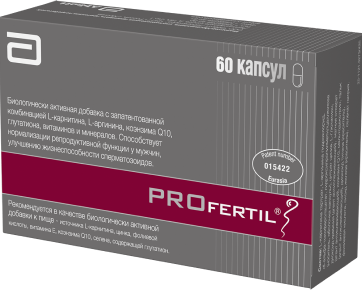 60 капсул
Биологически активная добавка с запатентованной
комбинацией L-карнитина, L-аргинина, коэнзима Q10,
глутатиона, витаминов и минералов. Способствует
нормализации репродуктивной функции у мужчин,
улучшению жизнеспособности сперматозоидов.
Patent number
015422
Eurasia
PROFERTIL®
Рекомендуется в качестве биологически активной
добавки к пище – источника L-карнитина, цинка, фолиевой
кислоты, витамина Е, коэнзима Q10, селена, содержащей глутатион.